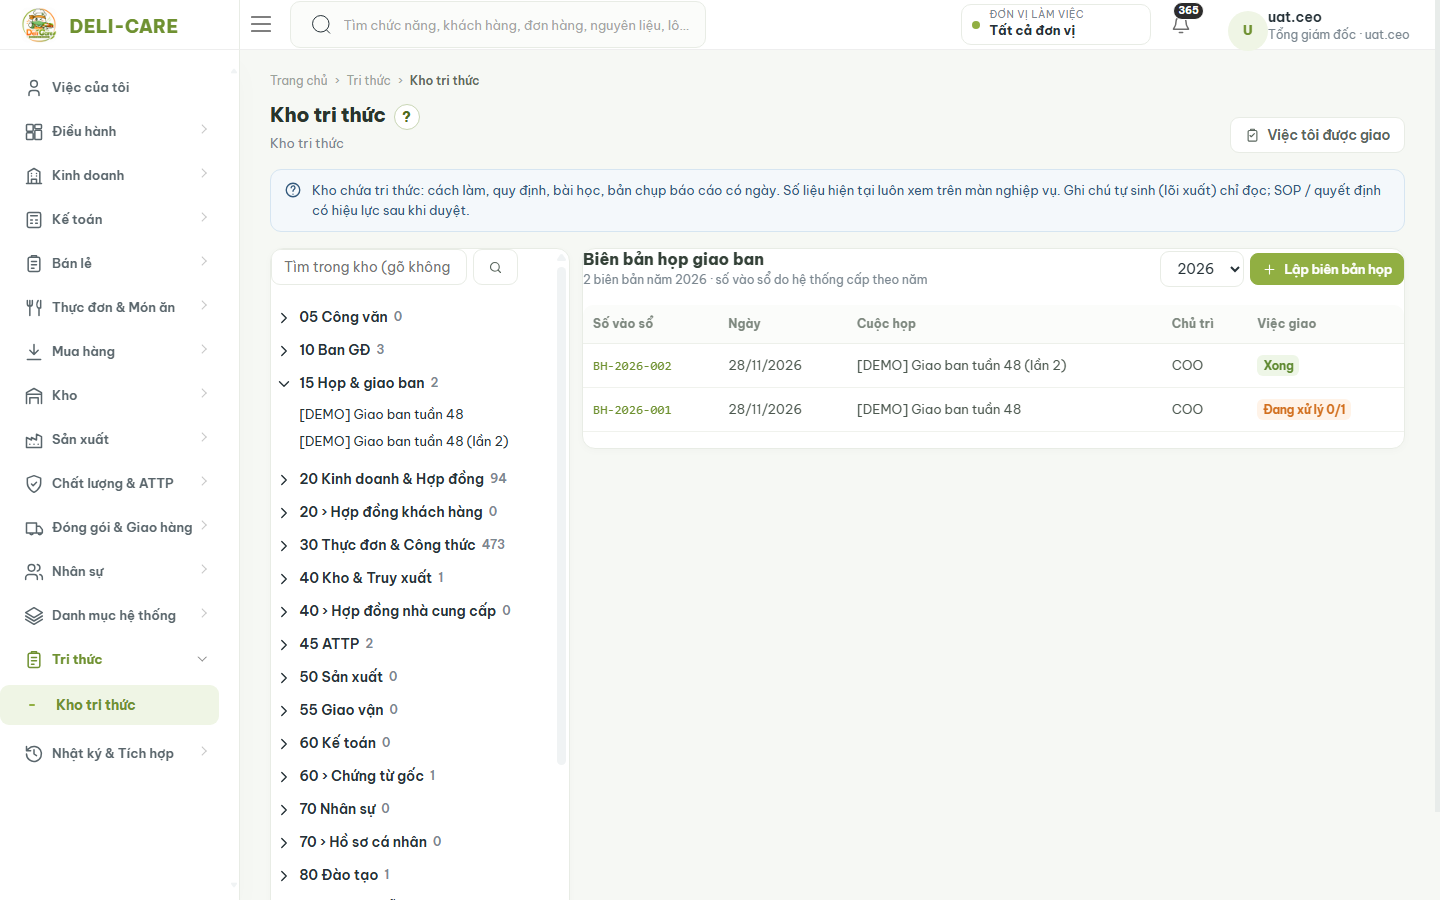 DELI-CARE
Tìm chức năng, khách hàng, đơn hàng, nguyên liệu, lô...
ĐƠN VỊ LÀM VIỆC
Tất cả đơn vị
365
U
uat.ceo
Tổng giám đốc · uat.ceo
Việc của tôi
Điều hành
Kinh doanh
Kế toán
Bán lẻ
Thực đơn & Món ăn
Mua hàng
Kho
Sản xuất
Chất lượng & ATTP
Đóng gói & Giao hàng
Nhân sự
Danh mục hệ thống
Tri thức
- Kho tri thức
Nhật ký & Tích hợp
Trang chủ › Tri thức › Kho tri thức
Kho tri thức ?
Kho tri thức
Việc tôi được giao
Kho chứa tri thức: cách làm, quy định, bài học, bản chụp báo cáo có ngày. Số liệu hiện tại luôn xem trên màn nghiệp vụ. Ghi chú tự sinh (lõi xuất) chỉ đọc; SOP / quyết định
có hiệu lực sau khi duyệt.
Tìm trong kho (gõ không
05 Công văn 0
10 Ban GĐ 3
15 Họp & giao ban 2
[DEMO] Giao ban tuần 48
[DEMO] Giao ban tuần 48 (lần 2)
20 Kinh doanh & Hợp đồng 94
20 › Hợp đồng khách hàng 0
30 Thực đơn & Công thức 473
40 Kho & Truy xuất 1
40 › Hợp đồng nhà cung cấp 0
45 ATTP 2
50 Sản xuất 0
55 Giao vận 0
60 Kế toán 0
60 › Chứng từ gốc 1
70 Nhân sự 0
70 › Hồ sơ cá nhân 0
80 Đào tạo 1
Biên bản họp giao ban
2 biên bản năm 2026 · số vào sổ do hệ thống cấp theo năm
2026
+ Lập biên bản họp
Số vào sổ Ngày Cuộc họp Chủ trì Việc giao
BH-2026-002 28/11/2026 [DEMO] Giao ban tuần 48 (lần 2) COO Xong
BH-2026-001 28/11/2026 [DEMO] Giao ban tuần 48 COO Đang xử lý 0/1